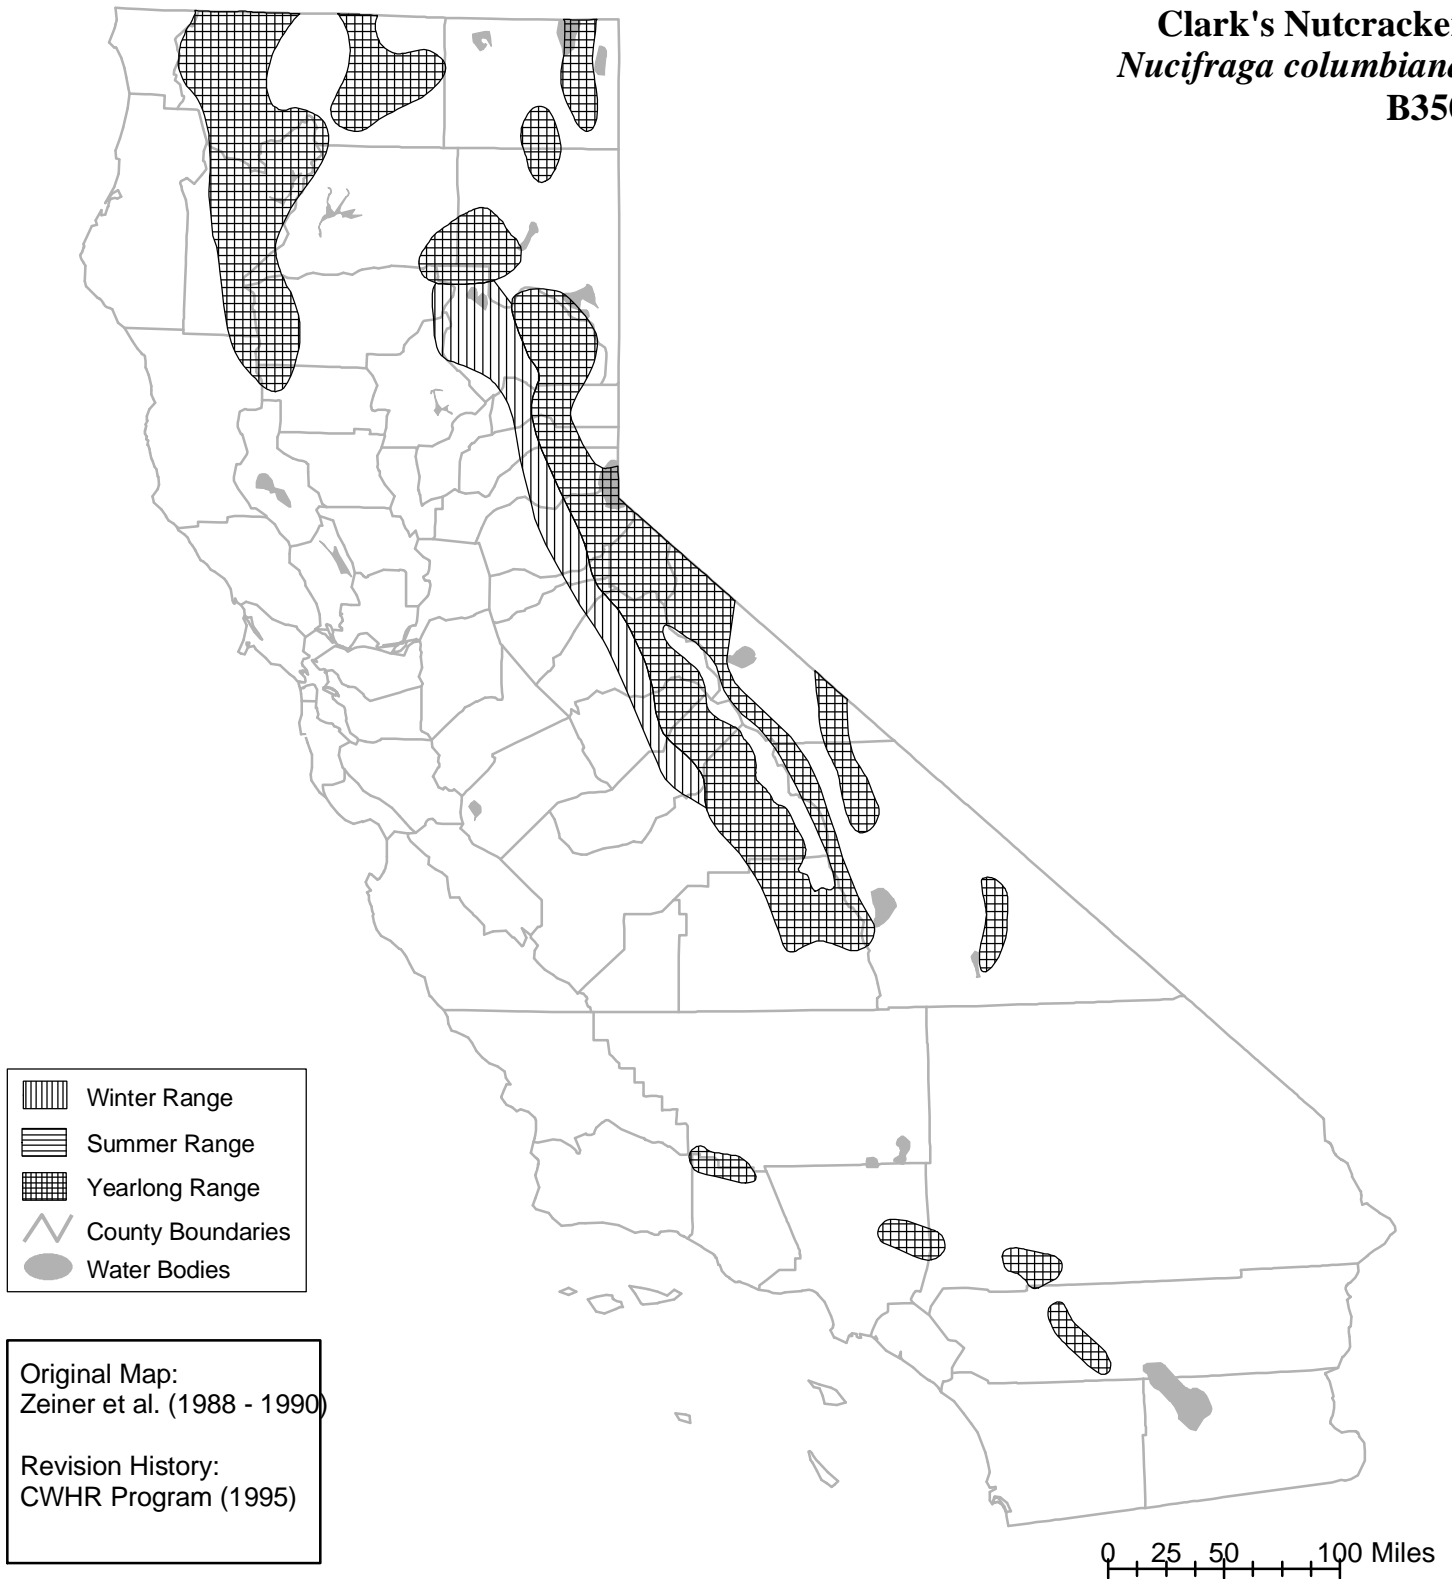 Clark's Nutcracker
Nucifraga columbiana
B350
Winter Range
Summer Range
Yearlong Range
County Boundaries
Water Bodies
Original Map:
Zeiner et al. (1988 - 1990)
Revision History:
CWHR Program (1995)
0 25 50 100 Miles